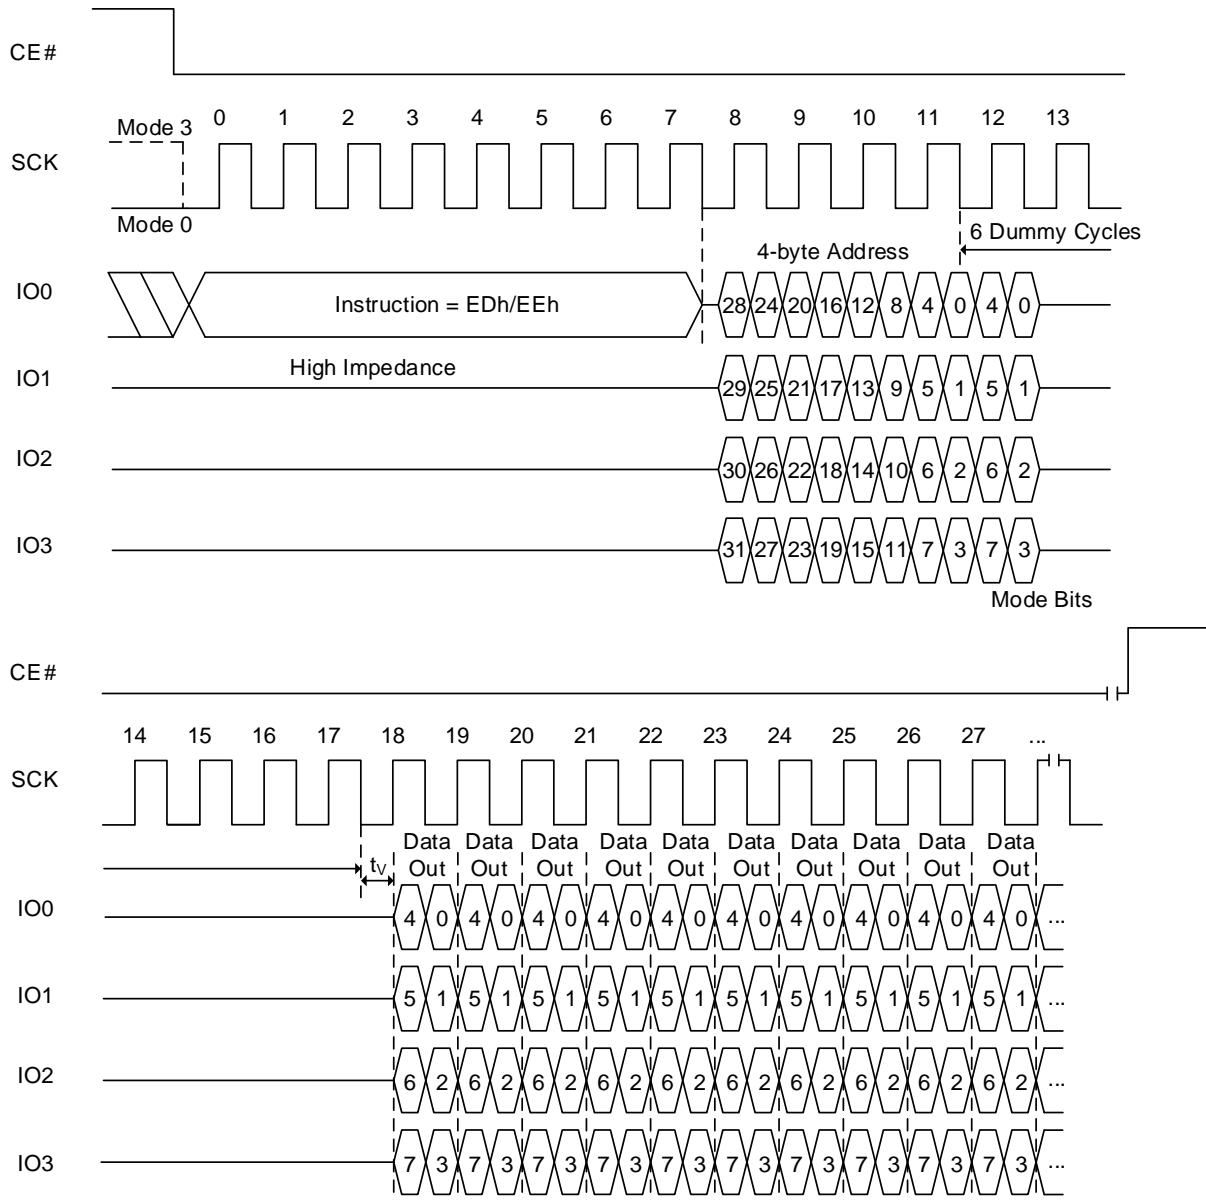 CE#
Mode 3 0 1 2 3 4 5 6 7 8 9 10 11 12 13
SCK
Mode 0
6 Dummy Cycles
4-byte Address
IO0 Instruction = EDh/EEh 28 24 20 16 12 8 4 0 4 0
High Impedance
IO1 29 25 21 17 13 9 5 1 5 1
IO2 30 26 22 18 14 10 6 2 6 2
IO3 31 27 23 19 15 11 7 3 7 3
Mode Bits
CE#
14 15 16 17 18 19 20 21 22 23 24 25 26 27 ...
SCK
Data Data Data Data Data Data Data Data Data Data
tV Out Out Out Out Out Out Out Out Out Out
IO0 4 0 4 0 4 0 4 0 4 0 4 0 4 0 4 0 4 0 4 0 ...
IO1 5 1 5 1 5 1 5 1 5 1 5 1 5 1 5 1 5 1 5 1 ...
IO2 6 2 6 2 6 2 6 2 6 2 6 2 6 2 6 2 6 2 6 2 ...
IO3 7 3 7 3 7 3 7 3 7 3 7 3 7 3 7 3 7 3 7 3 ...